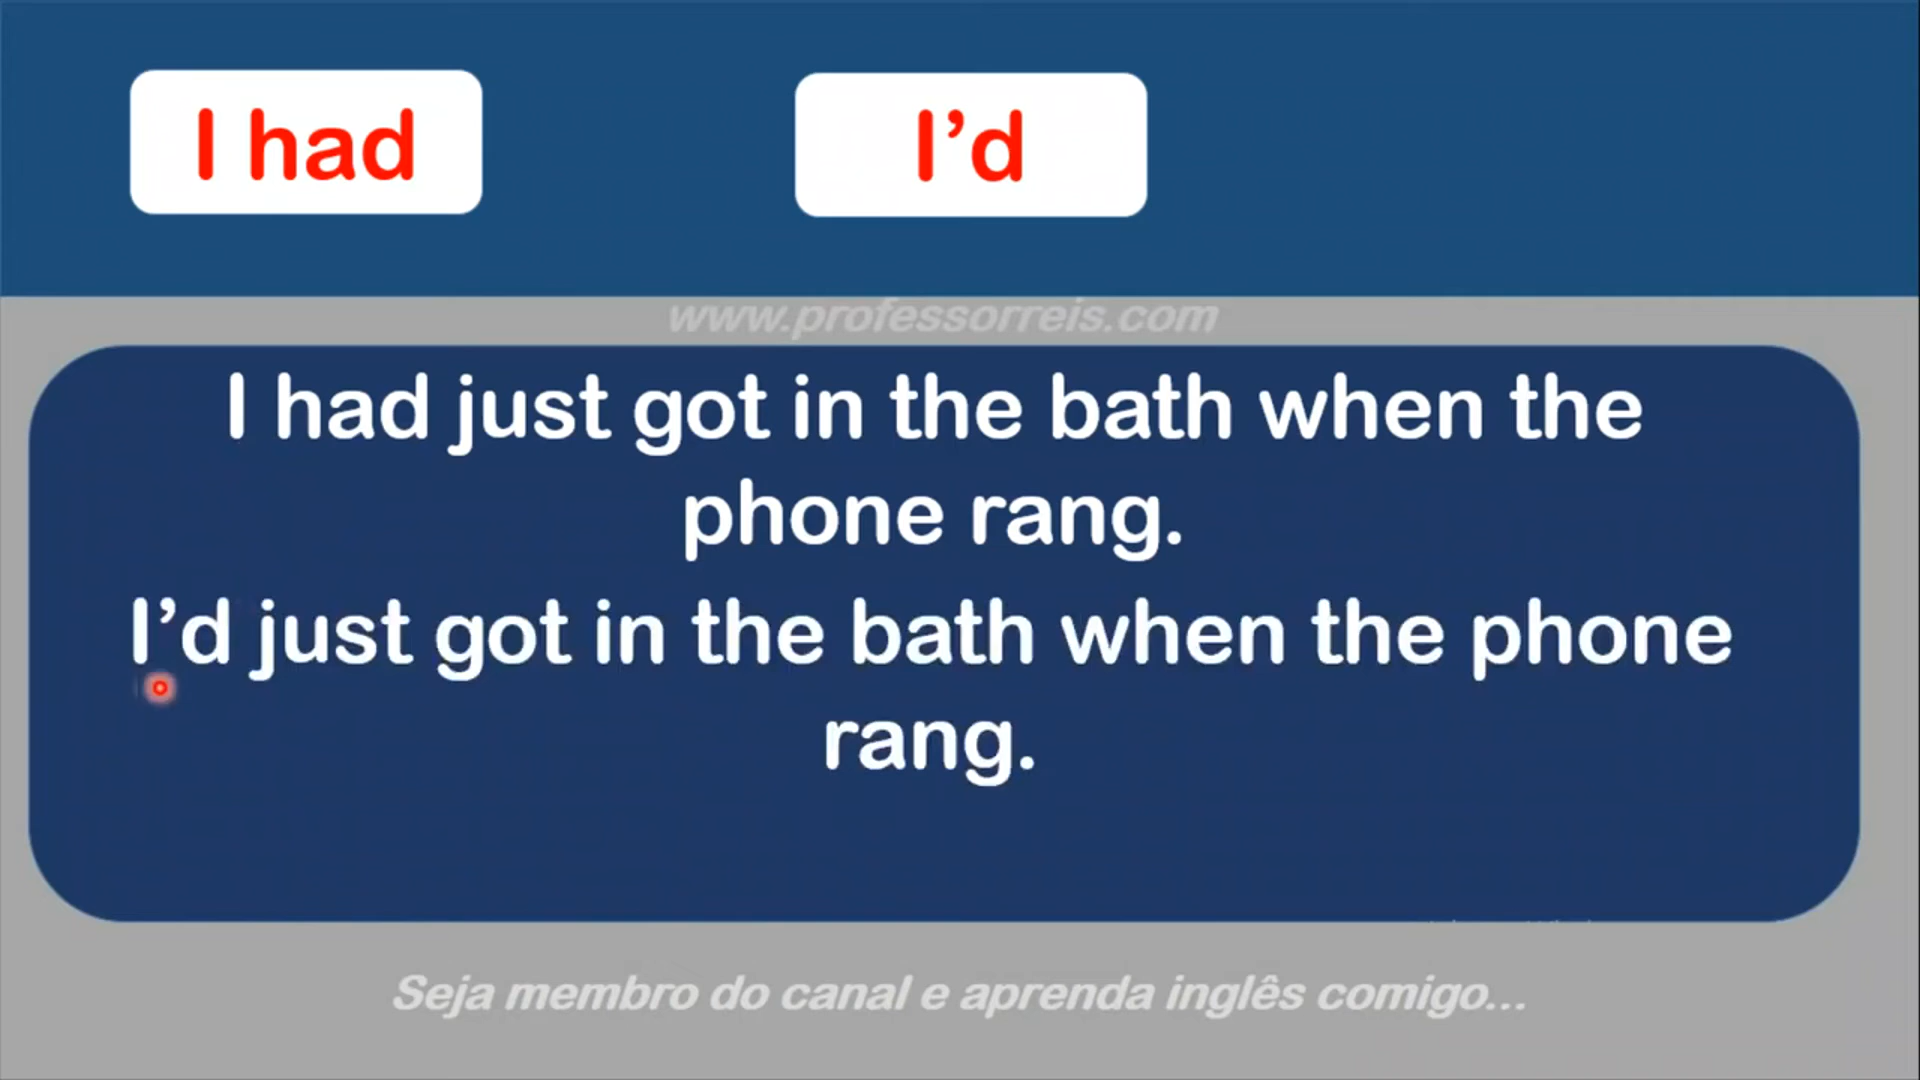 I had
I’d
www.professorreis.com
I had just got in the bath when the
phone rang.
I’d just got in the bath when the phone
rang.
Seja membro do canal e aprenda inglês comigo...